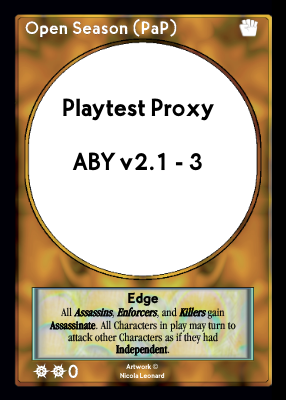 Open Season (PaP)
Playtest Proxy
ABY v2.1 - 3
Edge
All Assassins, Enforcers, and Killers gain
Assassinate. All Characters in play may turn to
attack other Characters as if they had
Independent.
0
Artwork ©
Nicola Leonard